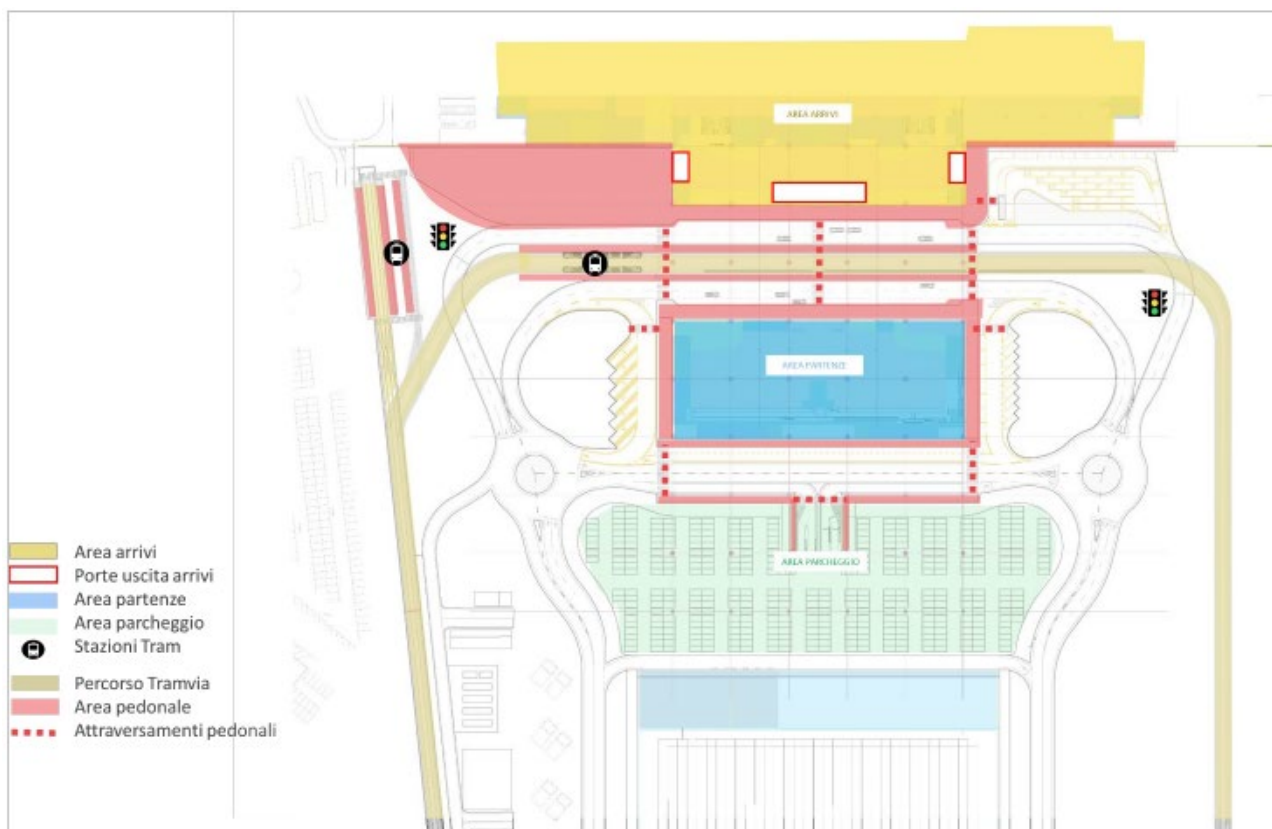 AREA ARRIVI
AREA PARTENZE
AREA PARCHEGGIO
Area arrivi
Porte uscita arrivi
Area partenze
Area parcheggio
Stazioni Tram
Percorso Tramvia
Area pedonale
Attraversamenti pedonali